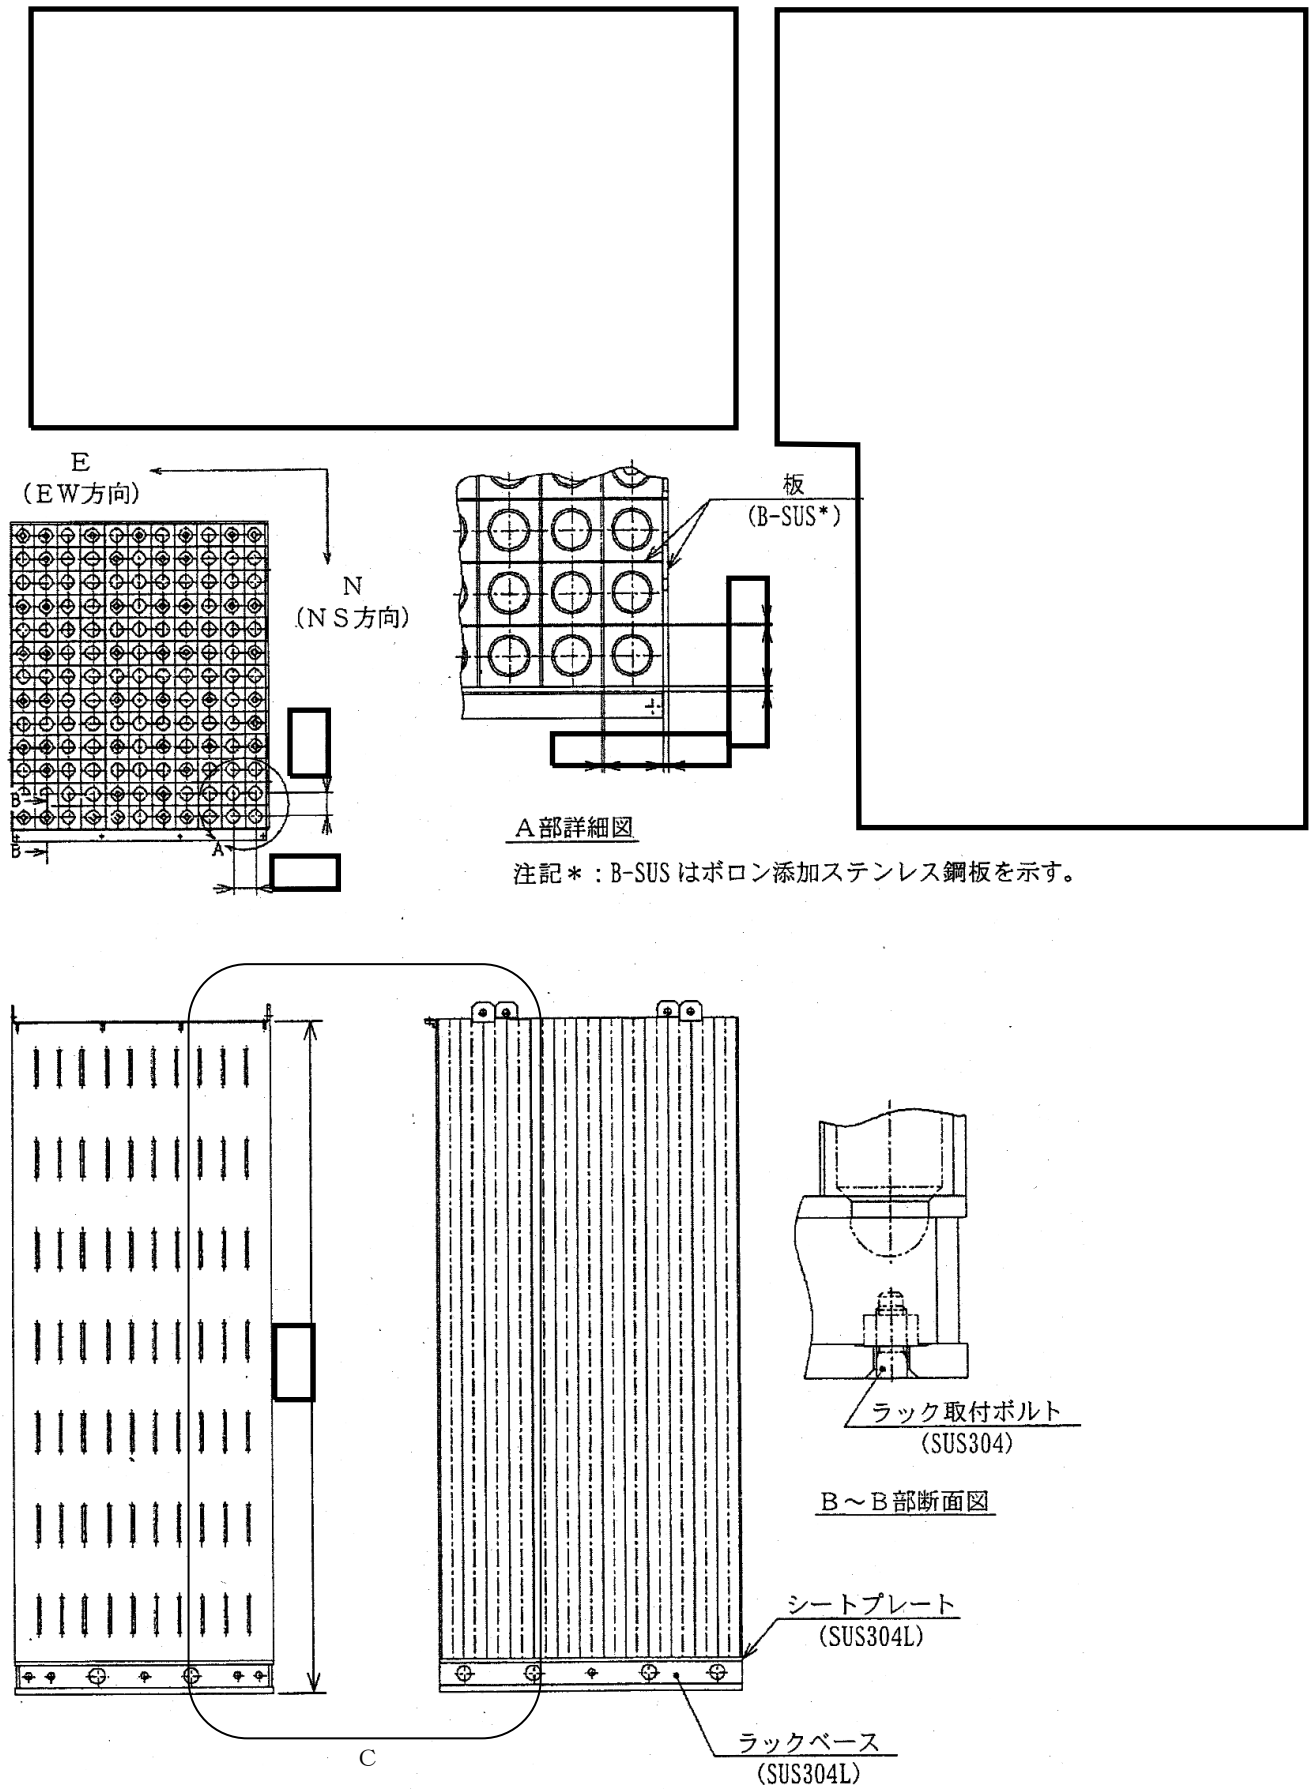 E
(EW方向)
N
(NS方向)
板
(B-SUS*)
B
B
A
A部詳細図
注記*:B-SUSはボロン添加ステンレス鋼板を示す。
ラック取付ボルト
(SUS304)
B~B部断面図
シートプレート
(SUS304L)
ラックベース
(SUS304L)
C